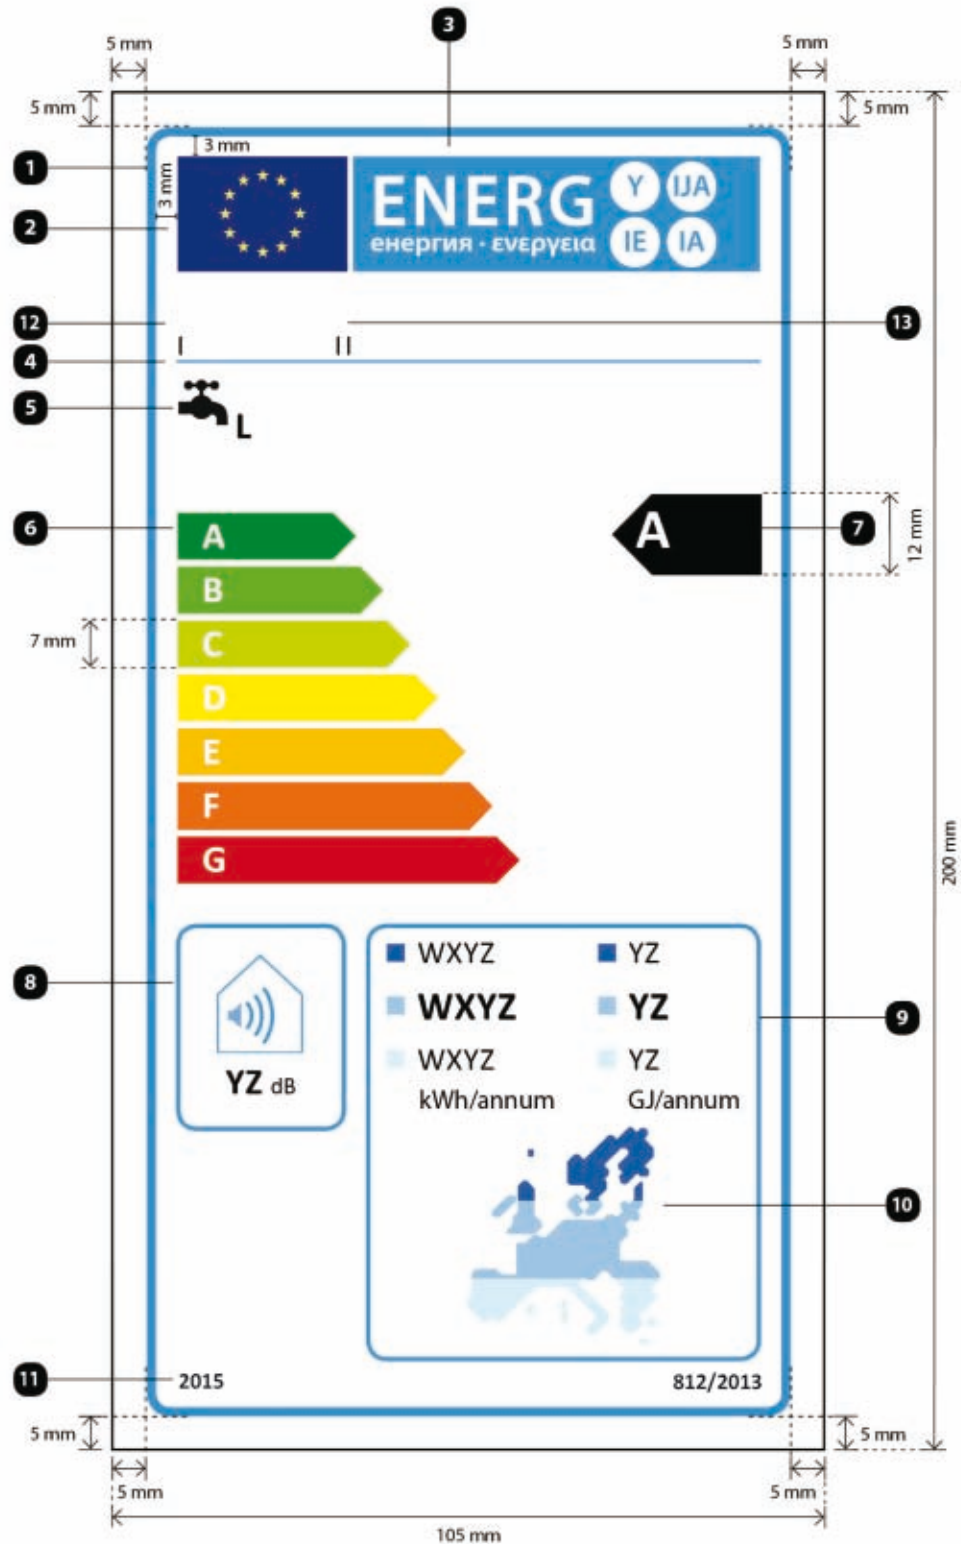 3
5 mm
5 mm
5 mm
5 mm
3 mm
1
3 mm
ENERG
Y
IJA
2
енергия · ενεργεια
IE
IA
12
13
I
II
4
5
L
6
A
A
7
12 mm
B
7 mm
C
D
E
F
G
200 mm
WXYZ
YZ
8
WXYZ
YZ
9
WXYZ
YZ
YZ dB
kWh/annum
GJ/annum
10
11
2015
812/2013
5 mm
5 mm
5 mm
5 mm
105 mm